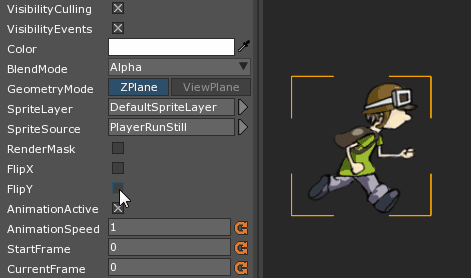 VisibilityCulling
VisibilityEvents
Color
BlendMode Alpha
GeometryMode ZPlane ViewPlane
SpriteLayer DefaultSpriteLayer
SpriteSource PlayerRunStill
RenderMask
FlipX
FlipY
AnimationActive
AnimationSpeed 1
StartFrame 0
CurrentFrame 0